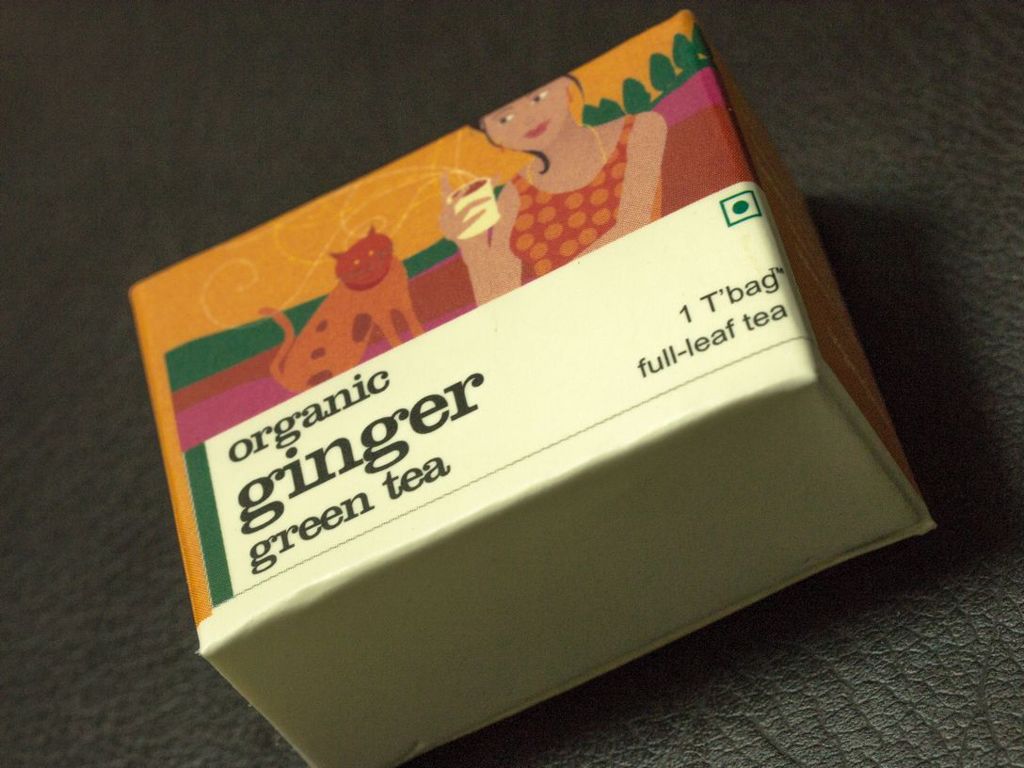 organic
ginger
green tea
1 T'bag™
full-leaf tea